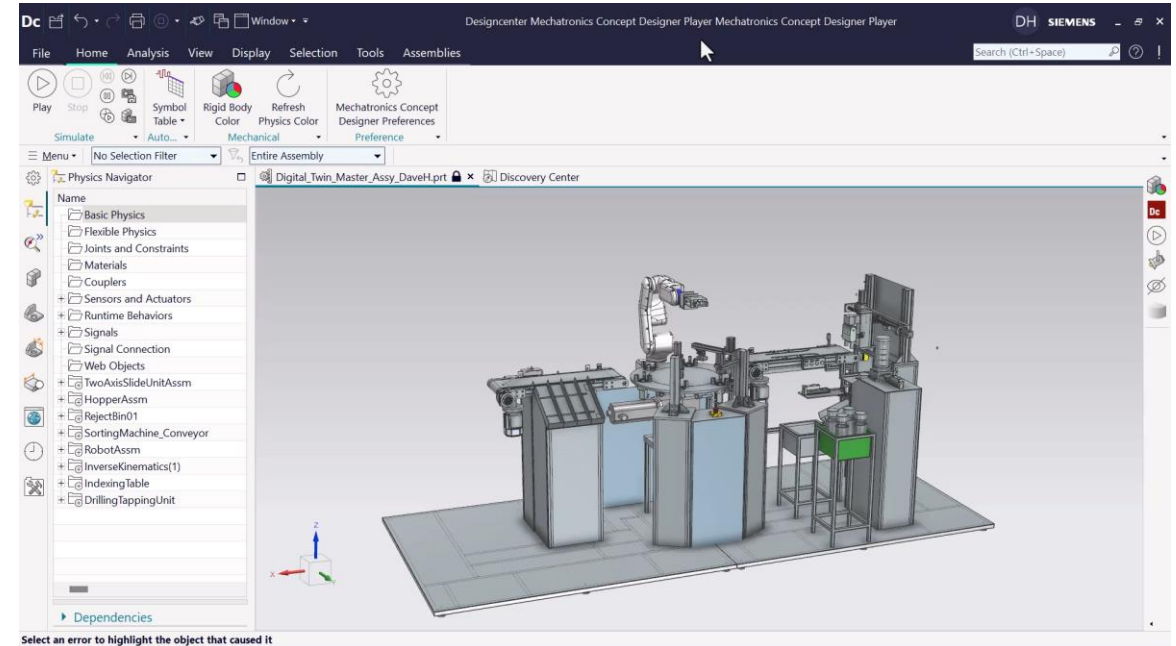 Dc Window Designcenter Mechatronics Concept Designer Player Mechatronics Concept Designer Player DH SIEMENS
File Home Analysis View Display Selection Tools Assemblies Search (Ctrl+Space)
Play Stop Symbol Table Rigid Body Color Refresh Physics Color Mechatronics Concept Designer Preferences
Simulate Auto... Mechanical Preference
Menu No Selection Filter Entire Assembly
Physics Navigator Digital_Twin_Master_Assy_DaveH.prt Discovery Center
Name
Basic Physics
Dc
Flexible Physics
Joints and Constraints
Materials
Couplers
Sensors and Actuators
Runtime Behaviors
Signals
Signal Connection
Web Objects
TwoAxisSlideUnitAssm
HopperAssm
RejectBin01
SortingMachine_Conveyor
RobotAssm
InverseKinematics(1)
IndexingTable
DrillingTappingUnit
Z
X
Dependencies
Select an error to highlight the object that caused it